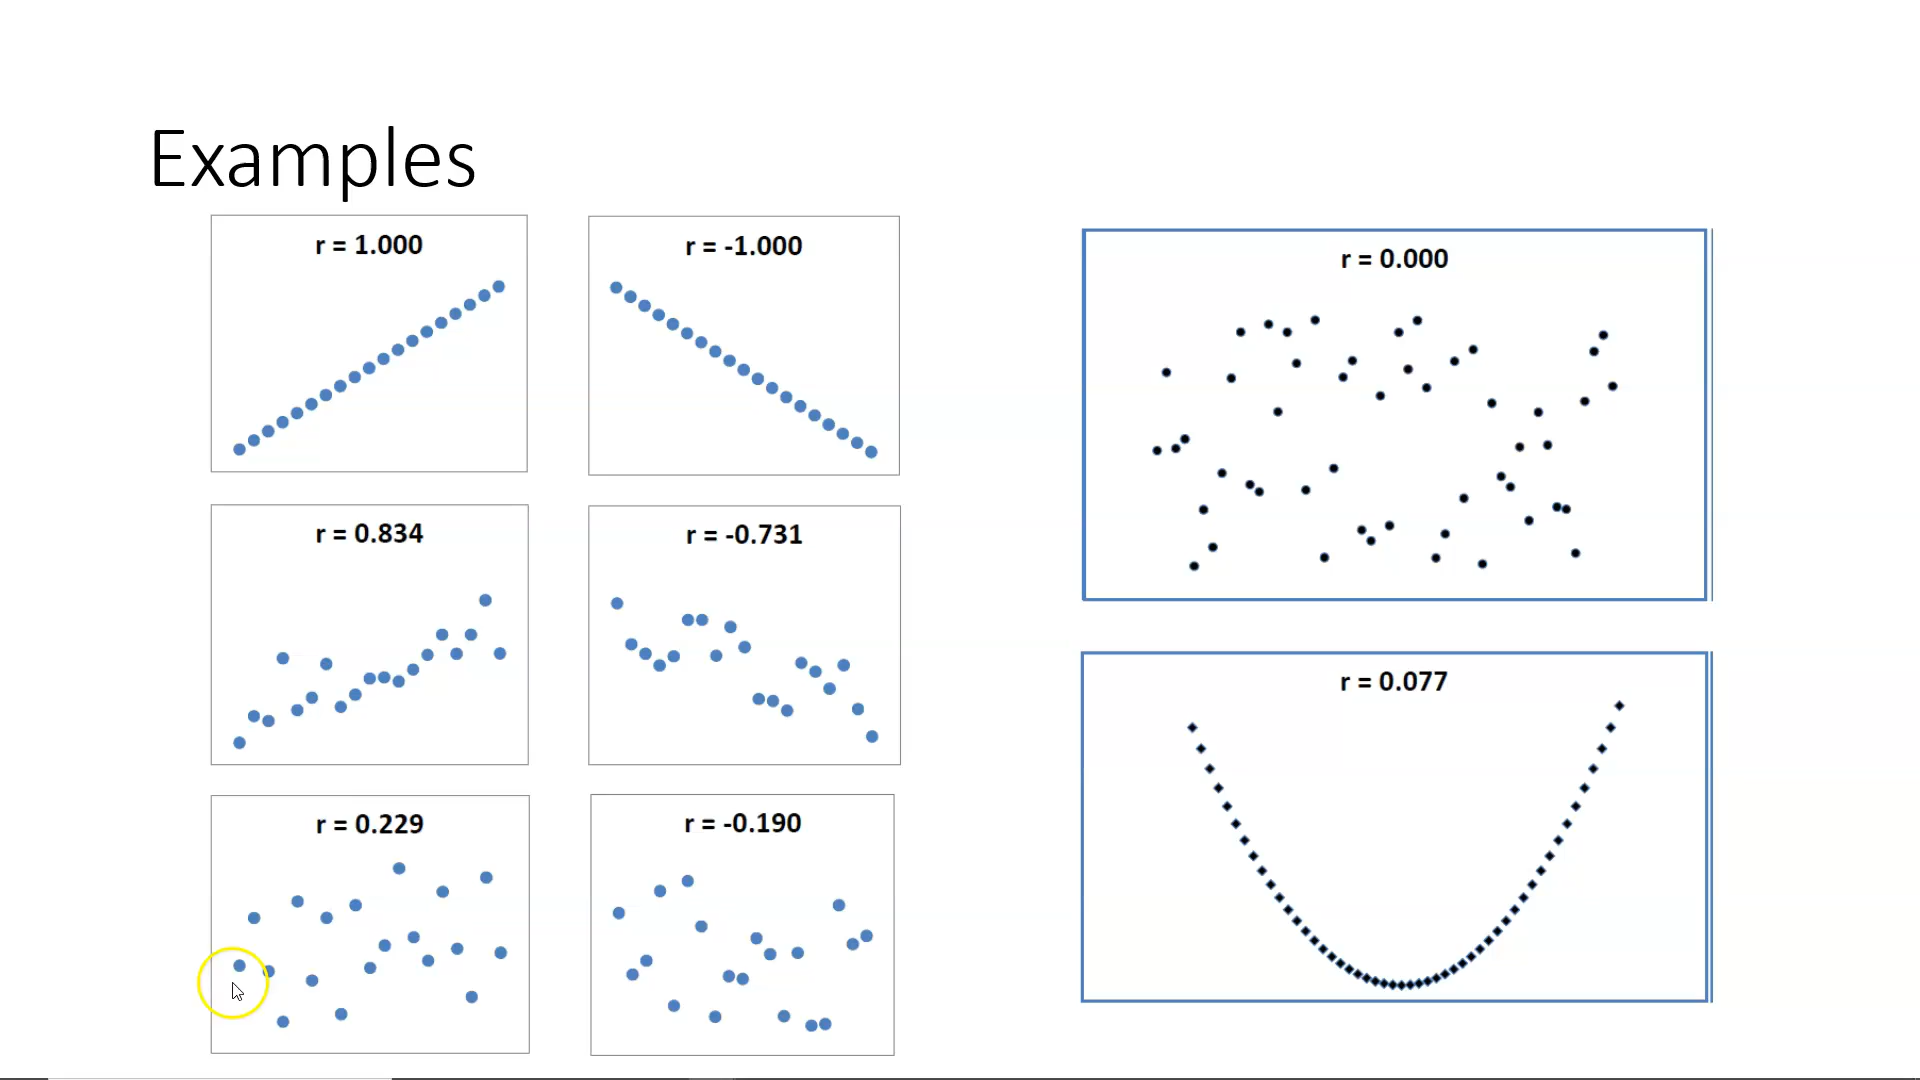 Examples
r = 1.000
r = -1.000
r = 0.834
r = -0.731
r = 0.229
r = -0.190
r = 0.000
r = 0.077